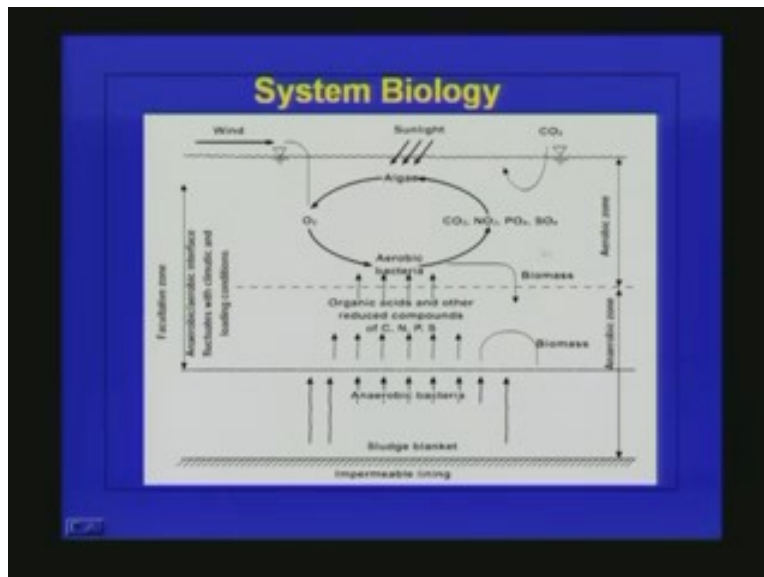 System Biology
Wind
Sunlight
CO₂
Algae
O₂
CO₂, NO₃, PO₄, SO₄
Aerobic
bacteria
Biomass
Organic acids and other
reduced compounds
of C, N, P, S
Biomass
Anaerobic bacteria
Sludge blanket
Impermeable lining
Facultative zone
Anaerobic/aerobic interface
fluctuates with climatic and
loading conditions
Aerobic zone
Anaerobic zone